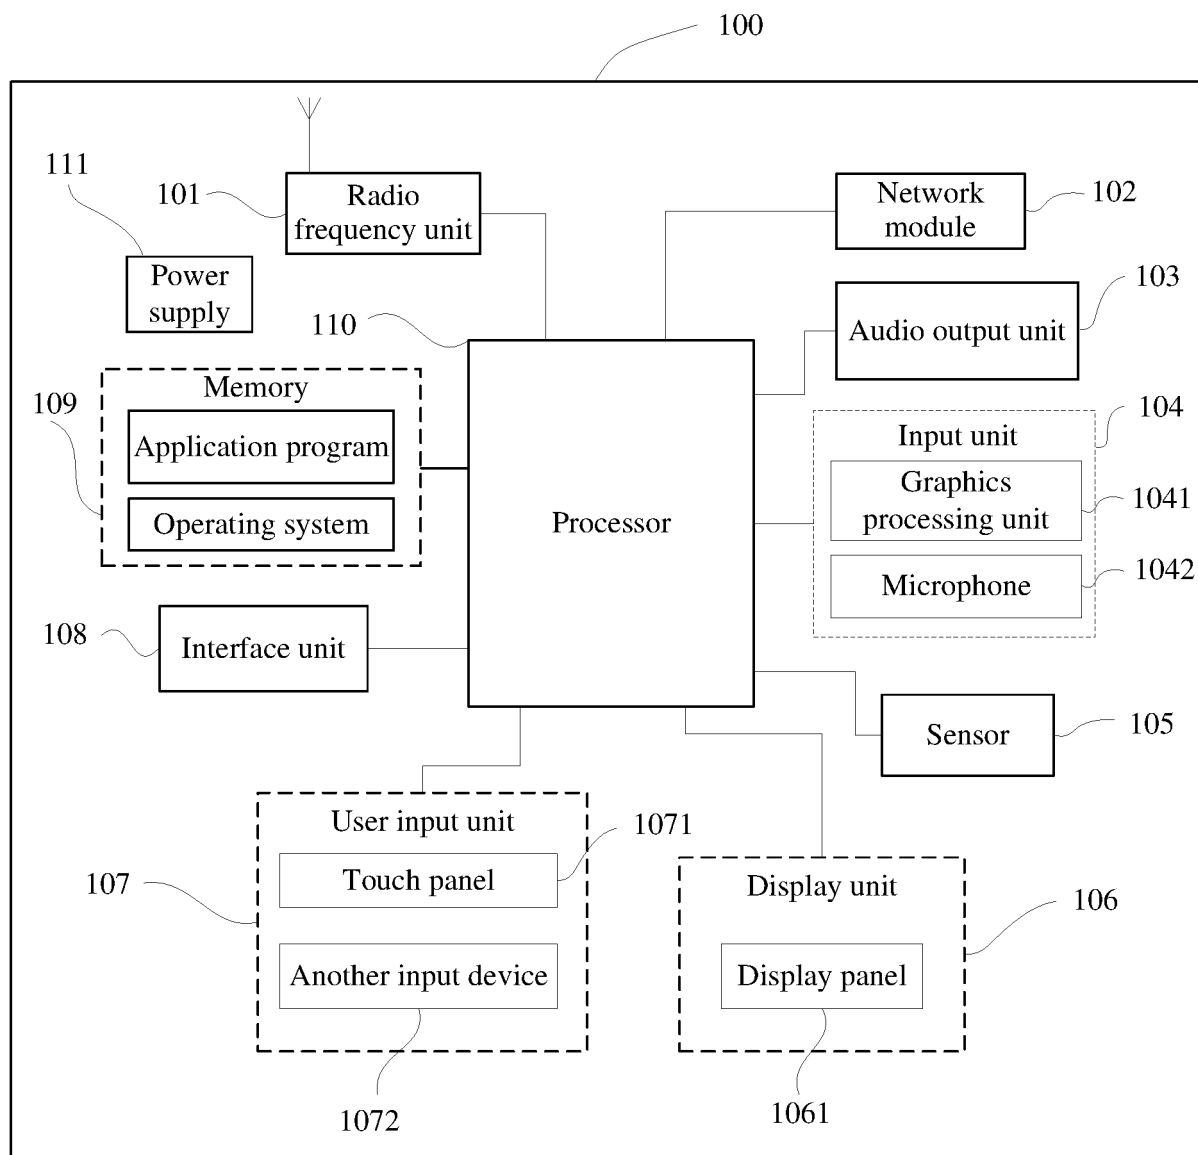 100
111
101
Radio
frequency unit
Network
module
102
Power
supply
103
Audio output unit
110
Memory
109
Application program
Operating system
Processor
104
Input unit
Graphics
processing unit
1041
Microphone
1042
108
Interface unit
Sensor
105
User input unit
1071
107
Touch panel
Another input device
1072
Display unit
106
Display panel
1061